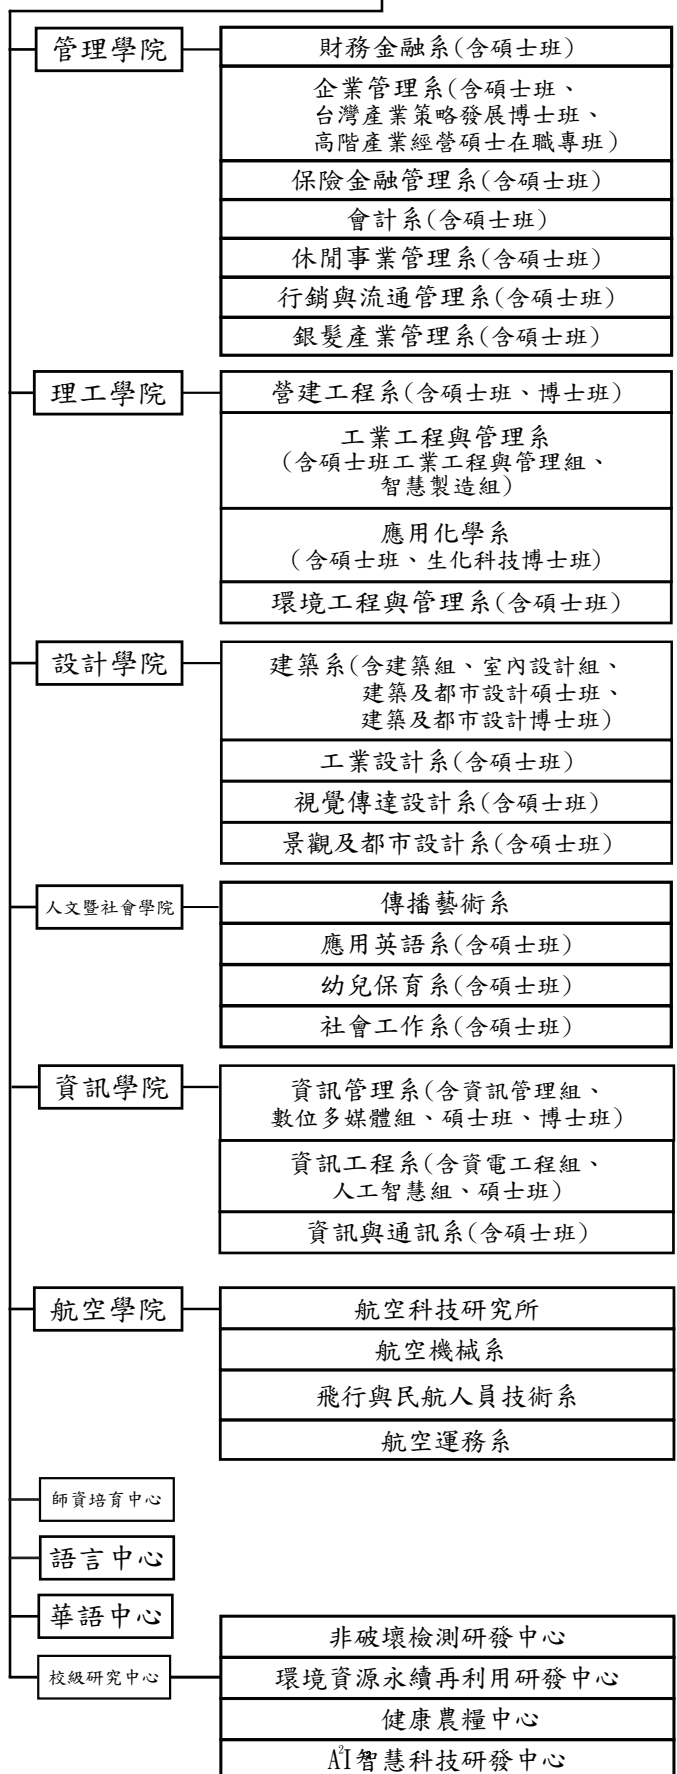 管理學院
財務金融系(含碩士班)
企業管理系(含碩士班、
台灣產業策略發展博士班、
高階產業經營碩士在職專班)
保險金融管理系(含碩士班)
會計系(含碩士班)
休閒事業管理系(含碩士班)
行銷與流通管理系(含碩士班)
銀髮產業管理系(含碩士班)
理工學院
營建工程系(含碩士班、博士班)
工業工程與管理系
(含碩士班工業工程與管理組、
智慧製造組)
應用化學系
(含碩士班、生化科技博士班)
環境工程與管理系(含碩士班)
設計學院
建築系(含建築組、室內設計組、
建築及都市設計碩士班、
建築及都市設計博士班)
工業設計系(含碩士班)
視覺傳達設計系(含碩士班)
景觀及都市設計系(含碩士班)
人文暨社會學院
傳播藝術系
應用英語系(含碩士班)
幼兒保育系(含碩士班)
社會工作系(含碩士班)
資訊學院
資訊管理系(含資訊管理組、
數位多媒體組、碩士班、博士班)
資訊工程系(含資電工程組、
人工智慧組、碩士班)
資訊與通訊系(含碩士班)
航空學院
航空科技研究所
航空機械系
飛行與民航人員技術系
航空運務系
師資培育中心
語言中心
華語中心
校級研究中心
非破壞檢測研發中心
環境資源永續再利用研發中心
健康農糧中心
A²I智慧科技研發中心